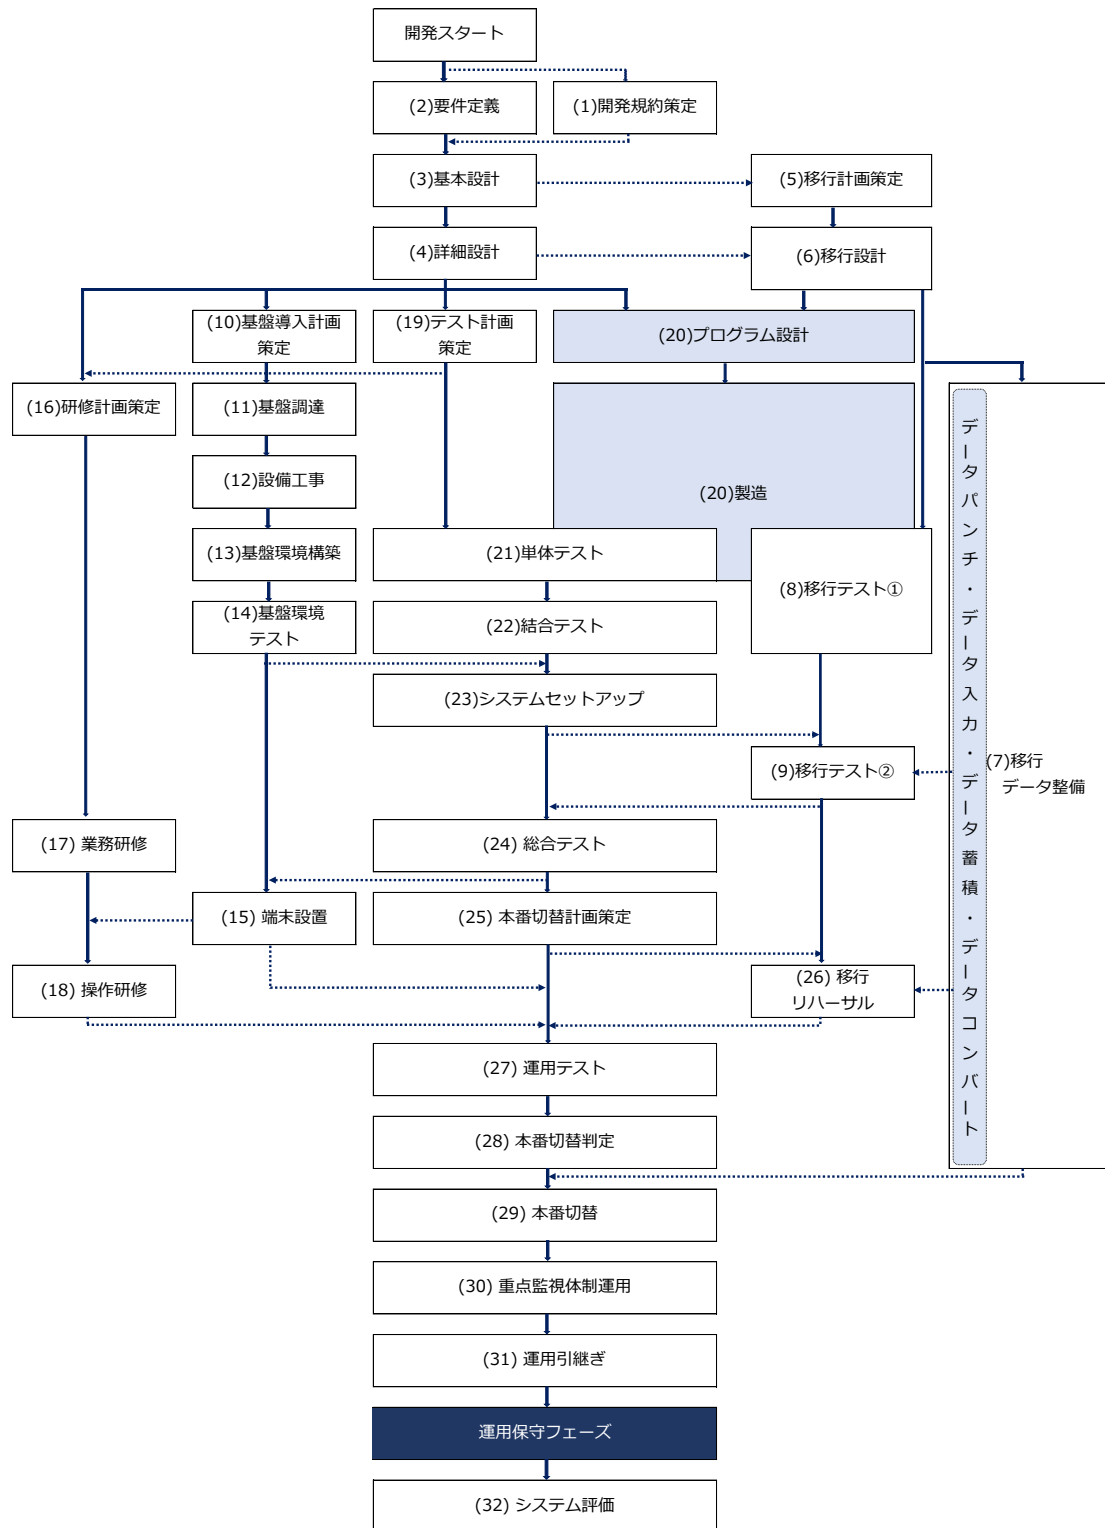 開発スタート
(2)要件定義
(1)開発規約策定
(3)基本設計
(5)移行計画策定
(4)詳細設計
(6)移行設計
(10)基盤導入計画
策定
(19)テスト計画
策定
(20)プログラム設計
(16)研修計画策定
(11)基盤調達
(12)設備工事
(20)製造
(13)基盤環境構築
(21)単体テスト
(8)移行テスト①
(14)基盤環境
テスト
(22)結合テスト
(23)システムセットアップ
(9)移行テスト②
データパンチ・データ入力・データ蓄積・データコンバート
(7)移行
データ整備
(17) 業務研修
(24) 総合テスト
(15) 端末設置
(25) 本番切替計画策定
(18) 操作研修
(26) 移行
リハーサル
(27) 運用テスト
(28) 本番切替判定
(29) 本番切替
(30) 重点監視体制運用
(31) 運用引継ぎ
運用保守フェーズ
(32) システム評価